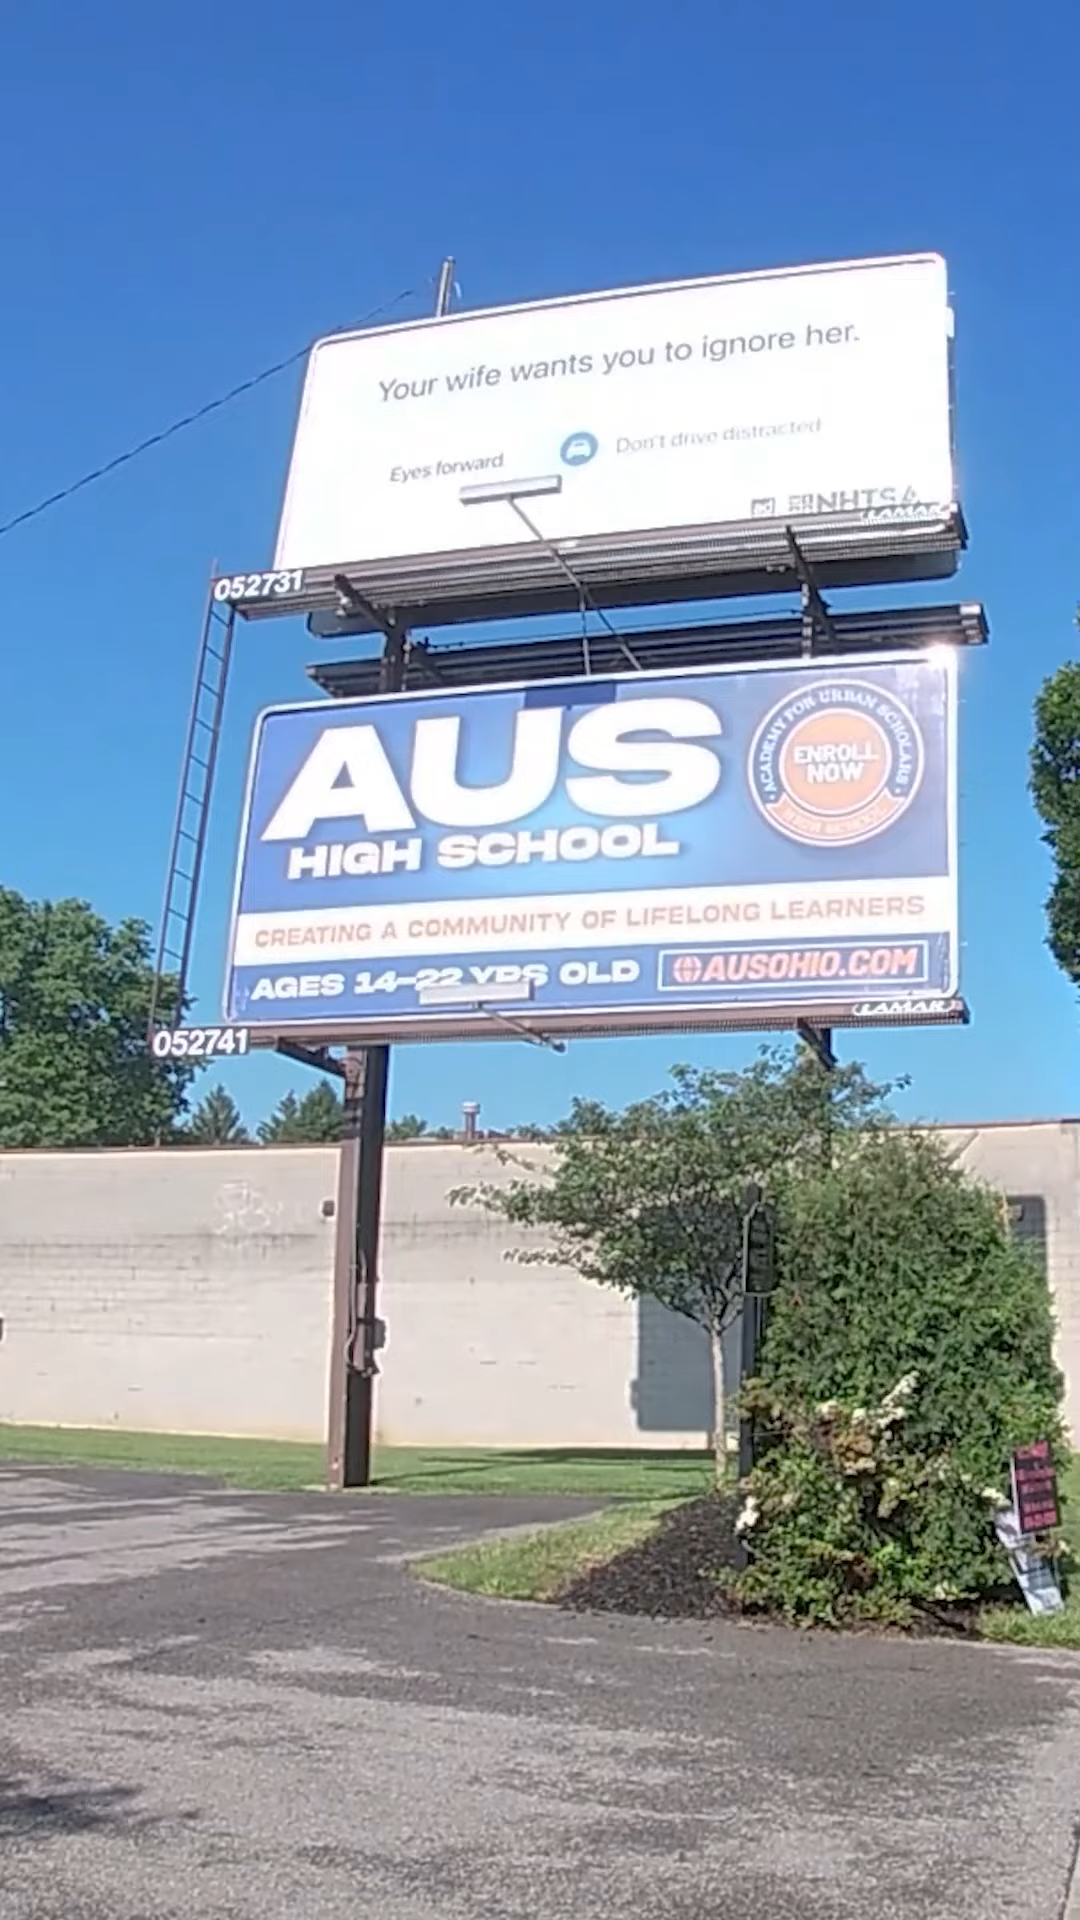 Your wife wants you to ignore her.
Eyes forward
Don't drive distracted
NHTSA
LAMAR
052731
AUS
HIGH SCHOOL
ACADEMY FOR URBAN SCHOLARS
ENROLL
NOW
HIGH SCHOOL
CREATING A COMMUNITY OF LIFELONG LEARNERS
AGES 14–22 YRS OLD
AUSOHIO.COM
LAMAR
052741